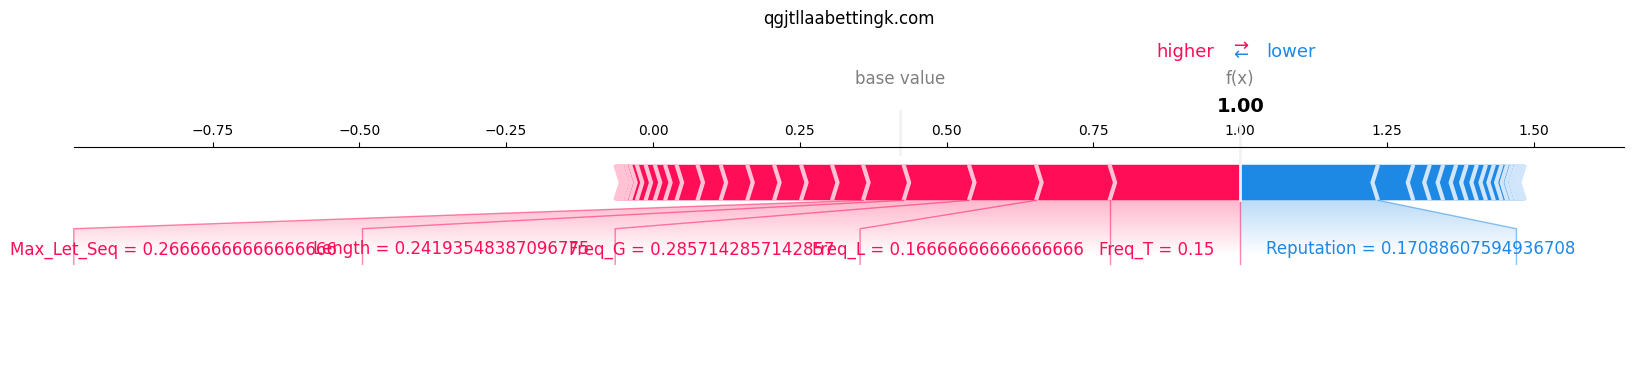 qgjtllaabettingk.com
higher ⇄ lower
base value f(x)
1.00
−0.75 −0.50 −0.25 0.00 0.25 0.50 0.75 1.00 1.25 1.50
Max_Let_Seq = 0.26666666666666666 Length = 0.24193548387096775 Freq_G = 0.2857142857142857 Freq_L = 0.16666666666666666 Freq_T = 0.15 Reputation = 0.17088607594936708